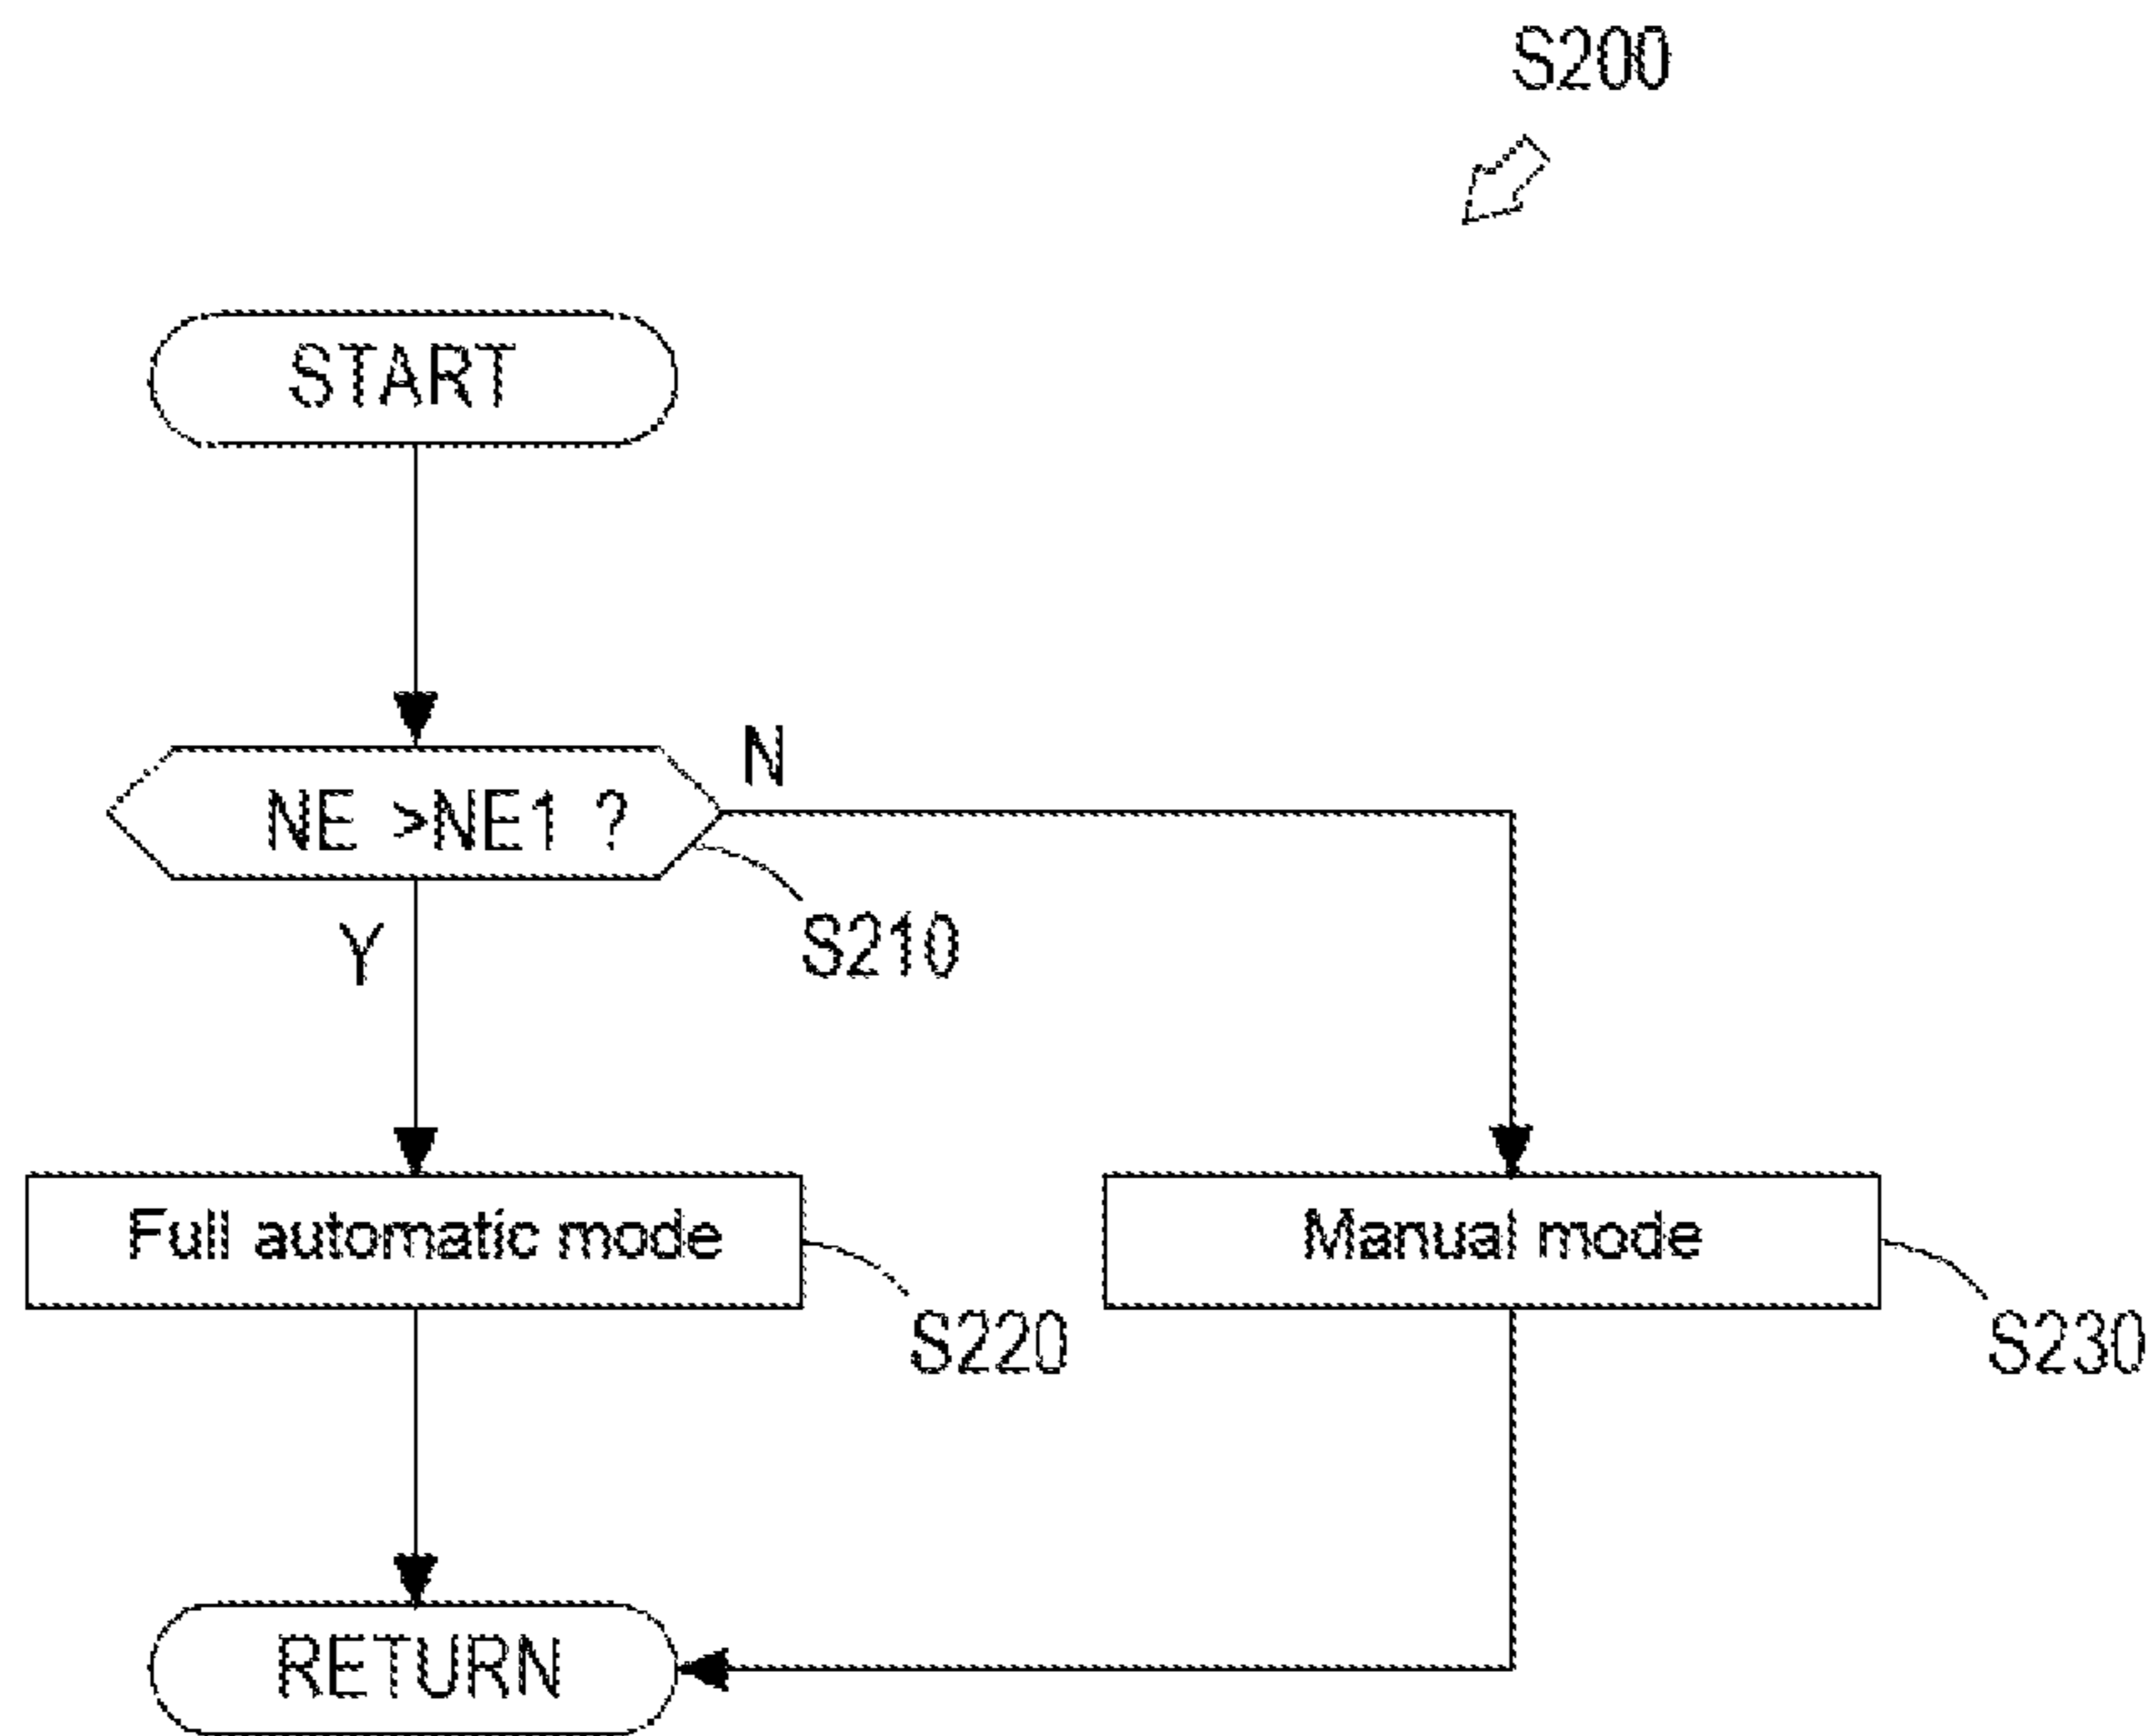 S200
START
NE >NE1 ?
N
S210
Y
Full automatic mode
Manual mode
S220
S230
RETURN